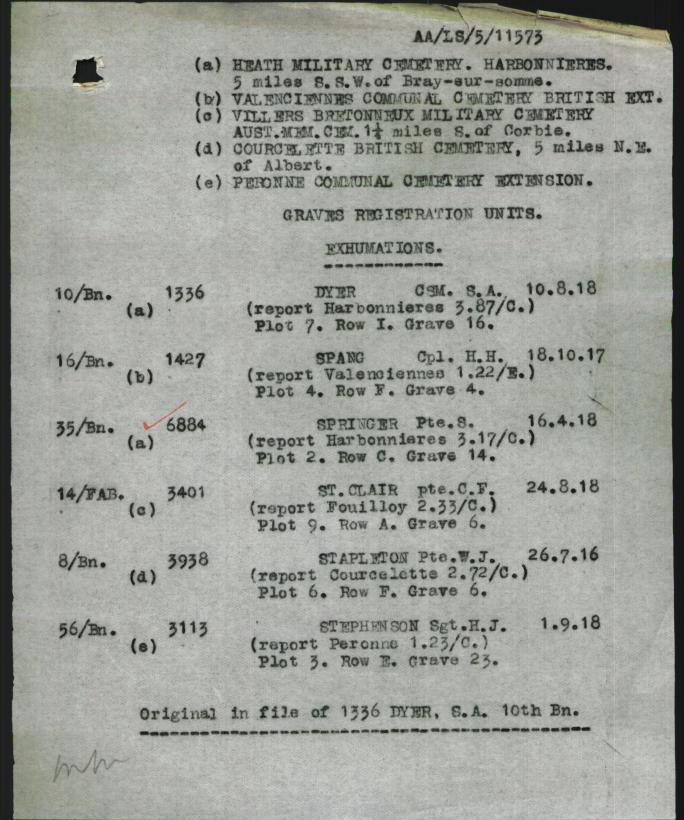 AA/LS/5/11573
(a) HEATH MILITARY CEMETERY. HARBONNIERES.
5 miles S.S.W.of Bray-sur-somme.
(b) VALENCIENNES COMMUNAL CEMETERY BRITISH EXT.
(c) VILLERS BRETONNEUX MILITARY CEMETERY
AUST.MEM.CEM.1¼ miles S.of Corbie.
(d) COURCELETTE BRITISH CEMETERY, 5 miles N.E.
of Albert.
(e) PERONNE COMMUNAL CEMETERY EXTENSION.
GRAVES REGISTRATION UNITS.
EXHUMATIONS.
10/Bn. 1336 DYER CSM. S.A. 10.8.18
(a) (report Harbonnieres 3.87/C.)
Plot 7. Row I. Grave 16.
16/Bn. 1427 SPANG Cpl. H.H. 18.10.17
(b) (report Valenciennes 1.22/E.)
Plot 4. Row F. Grave 4.
35/Bn. 6884 SPRINGER Pte.S. 16.4.18
(a) (report Harbonnieres 3.17/C.)
Plot 2. Row C. Grave 14.
14/FAB. 3401 ST.CLAIR pte.C.F. 24.8.18
(c) (report Fouilloy 2.33/C.)
Plot 9. Row A. Grave 6.
8/Bn. 3938 STAPLETON Pte.W.J. 26.7.16
(d) (report Courcelette 2.72/C.)
Plot 6. Row F. Grave 6.
56/Bn. 3113 STEPHENSON Sgt.H.J. 1.9.18
(e) (report Peronne 1.23/C.)
Plot 3. Row E. Grave 23.
Original in file of 1336 DYER, S.A. 10th Bn.